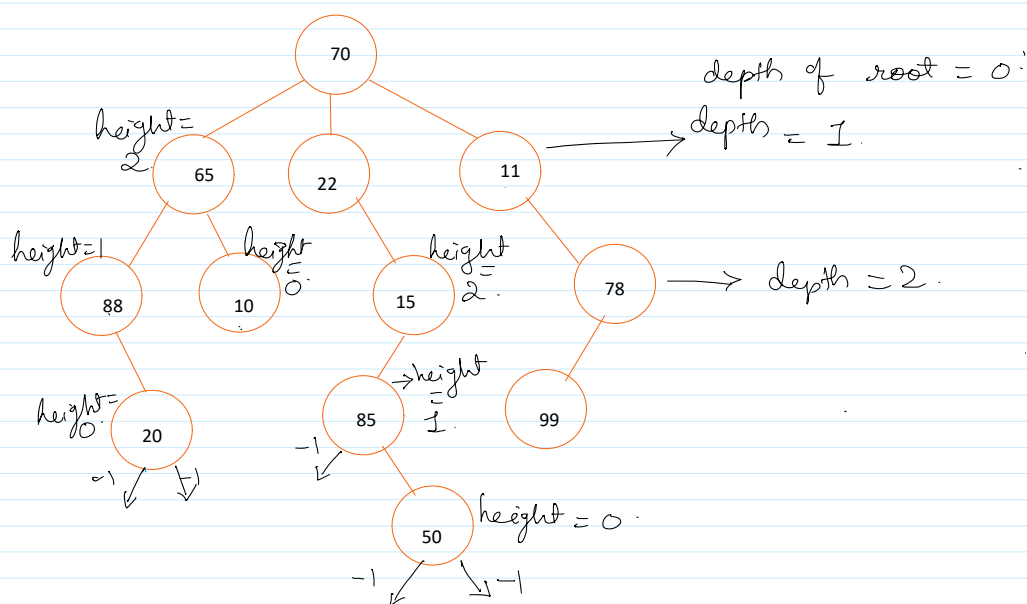 70
depth of root = 0.
height=
2.
depth = 1.
65
22
11
height=1
height
=
0.
height
=
2.
88
10
15
78
depth = 2.
height=
0.
20
85
→height
=
1.
99
-1
-1
-1
50
height = 0.
-1
-1